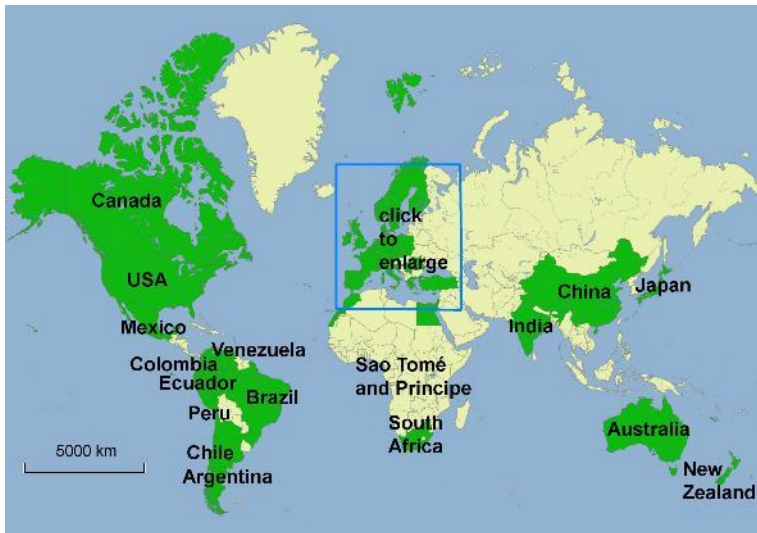 Canada
USA
Mexico
Colombia
Venezuela
Ecuador
Peru
Brazil
Chile
Argentina
5000 km
click
to
enlarge
Sao Tomé
and Principe
South
Africa
China
Japan
India
Australia
New
Zealand